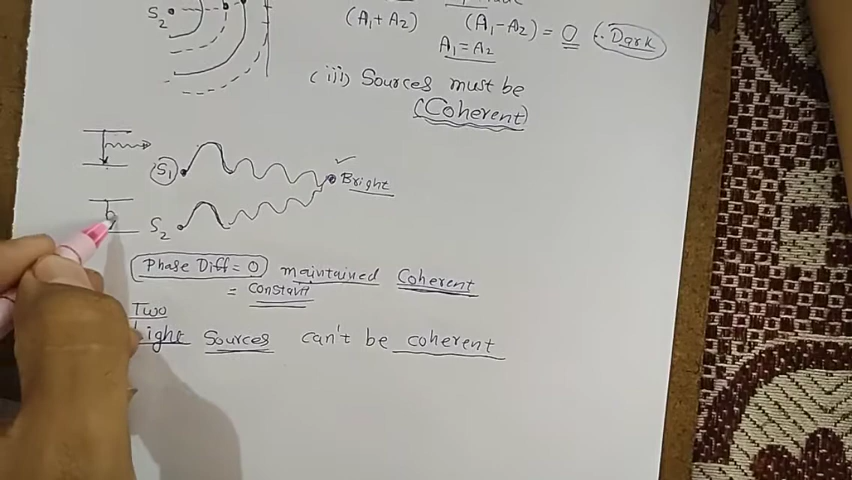 S2
(A1+A2) (A1-A2) = 0 Dark
A1=A2
(iii) Sources must be
(Coherent)
S1
Bright
S2
Phase Diff = 0 maintained Coherent
= constant
Two
Light Sources can't be coherent